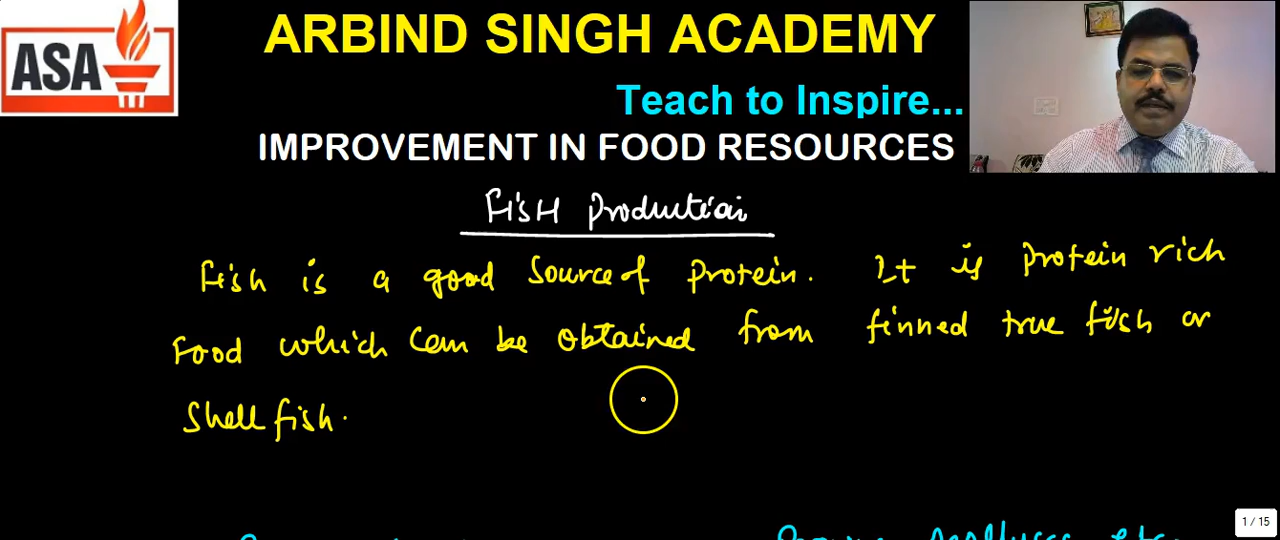 ASA
ARBIND SINGH ACADEMY
Teach to Inspire...
IMPROVEMENT IN FOOD RESOURCES
FISH Production
Fish is a good source of protein. It is protein rich
Food which can be obtained from finned true fish or
Shell fish.
1 / 15